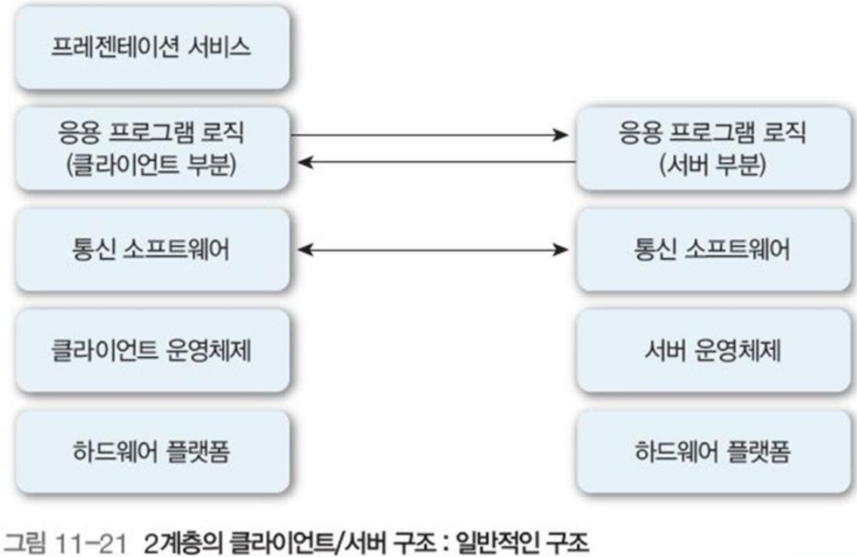 프레젠테이션 서비스
응용 프로그램 로직
(클라이언트 부분)
응용 프로그램 로직
(서버 부분)
통신 소프트웨어
통신 소프트웨어
클라이언트 운영체제
서버 운영체제
하드웨어 플랫폼
하드웨어 플랫폼
그림 11-21 2계층의 클라이언트/서버 구조 : 일반적인 구조